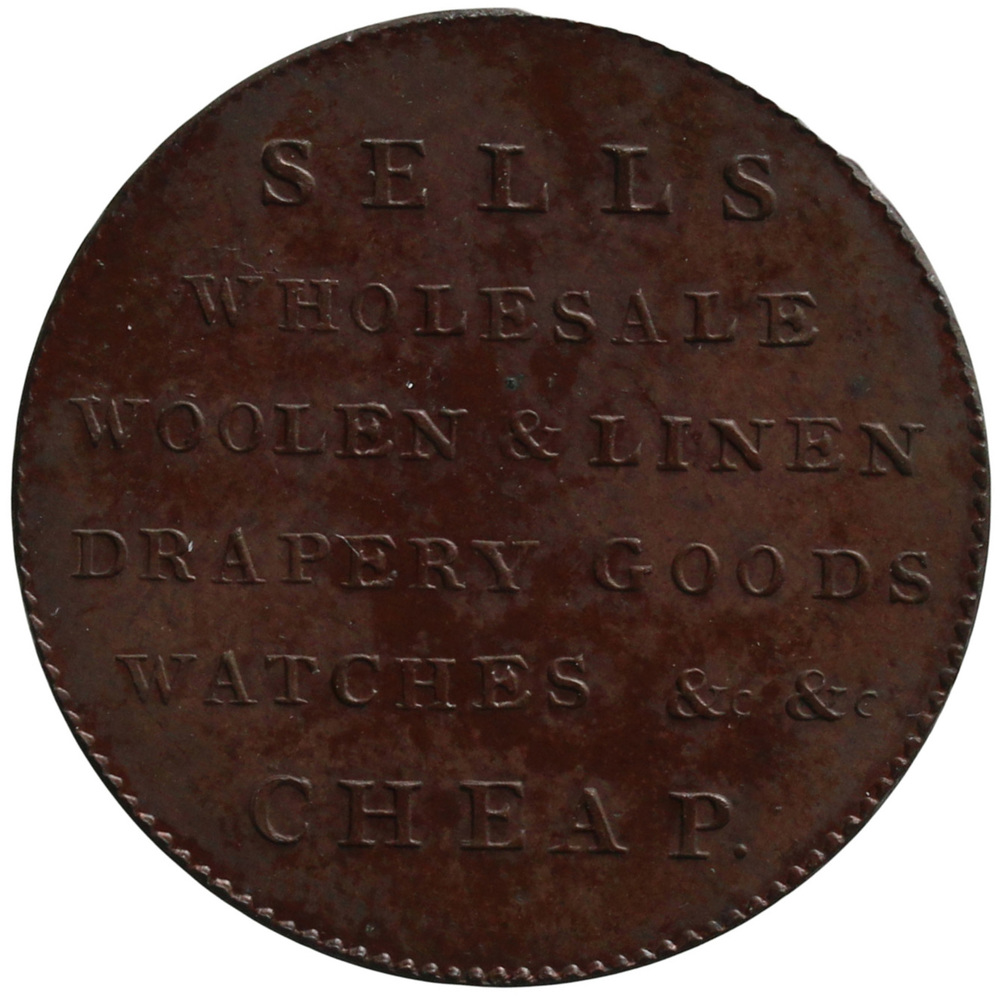 SELLS
WHOLESALE
WOOLEN & LINEN
DRAPERY GOODS
WATCHES &c &c
CHEAP.